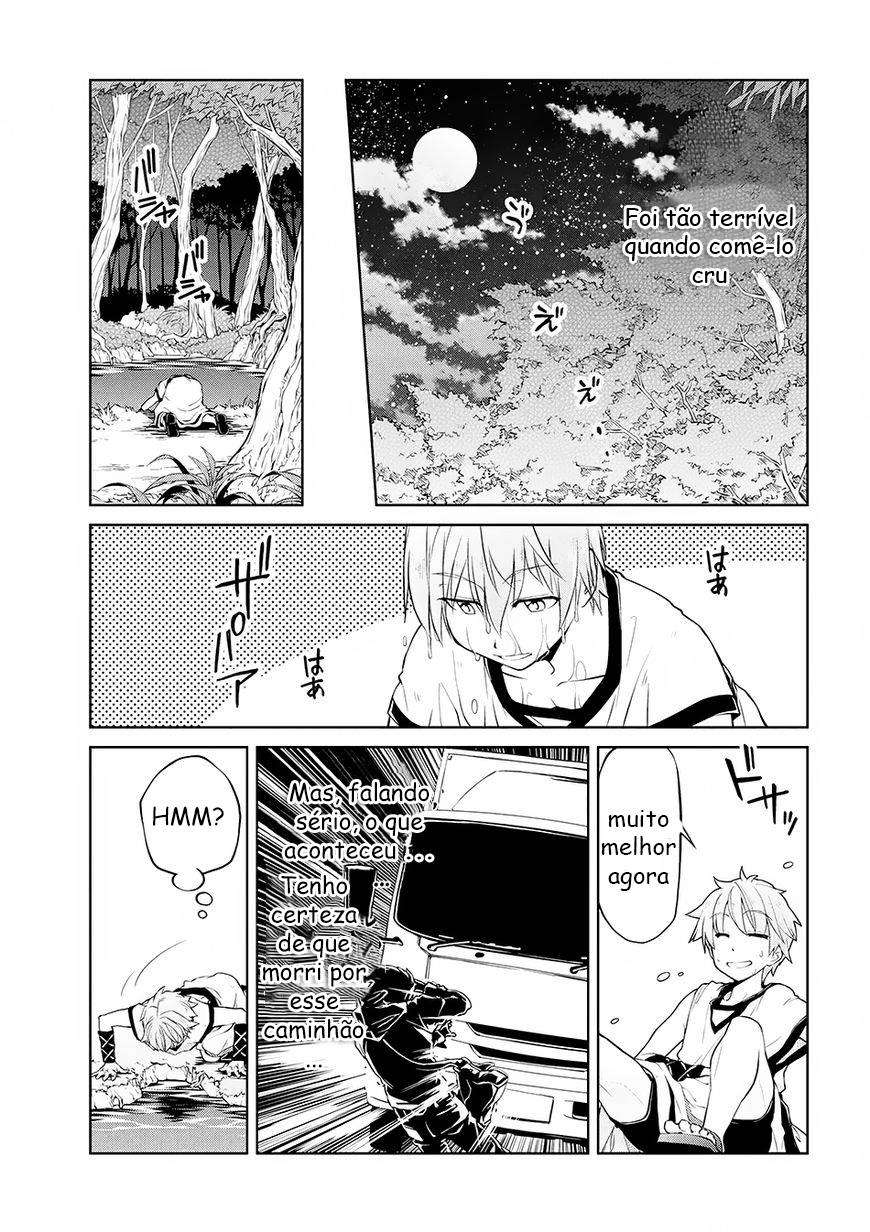 Foi tão terrível
quando comê-lo
cru
うえ
え
バシャ
バシャ
はぁ
はぁ
ザパァ
ドサッ
muito
melhor
agora
Mas, falando
sério, o que
aconteceu ...
...
Tenho
certeza
de que
morri por
esse
caminhão
...
HMM?